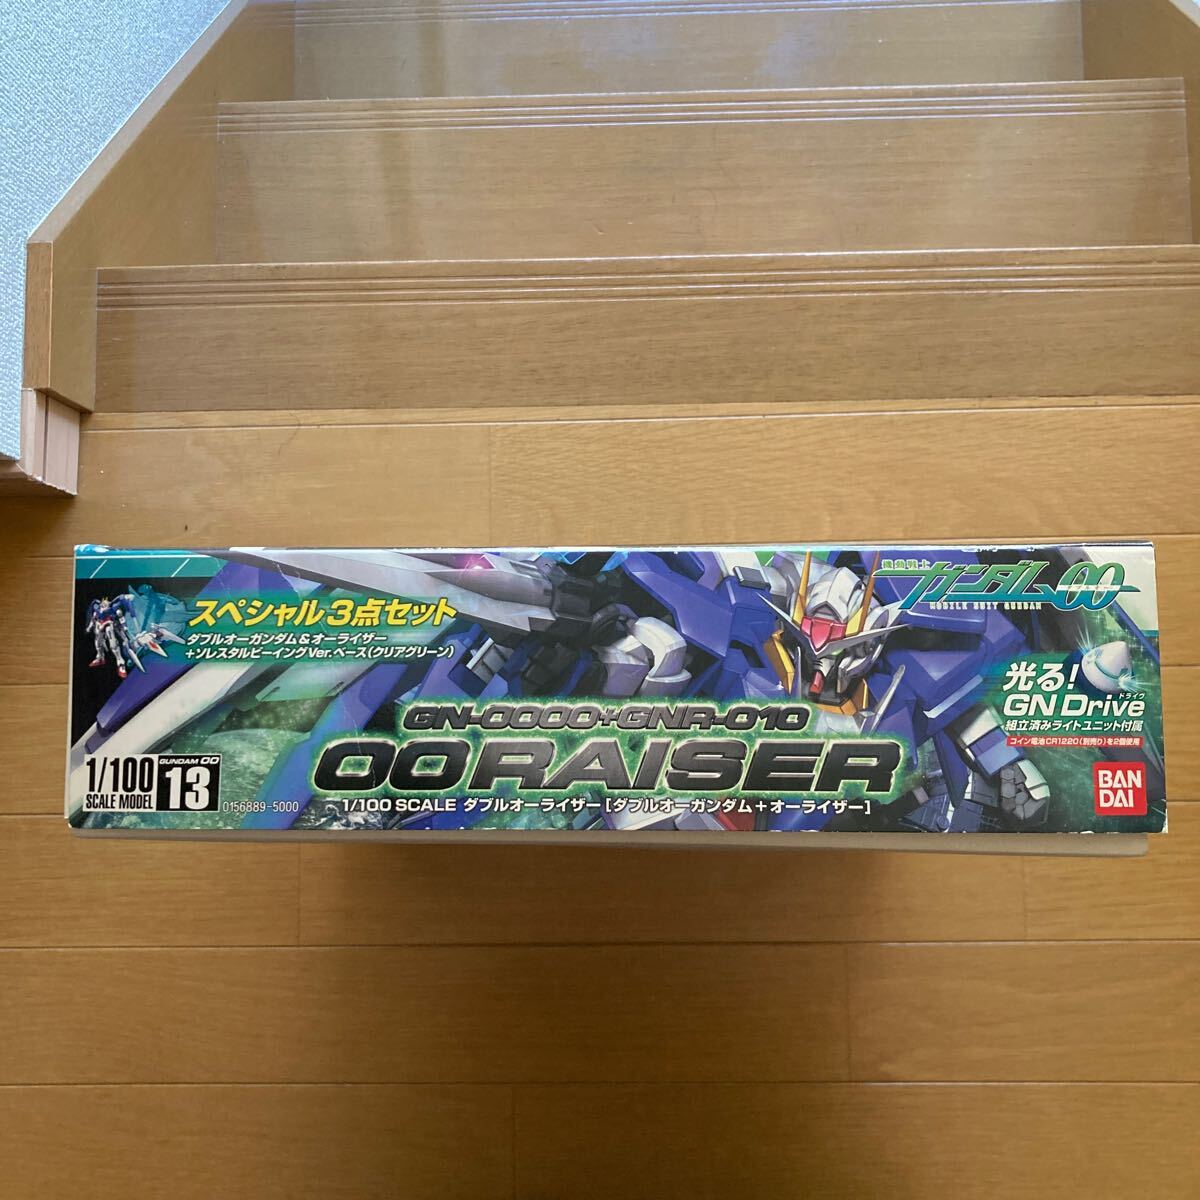 スペシャル3点セット
ダブルオーガンダム&オーライザー
+ソレスタルビーイングVer.ベース(クリアグリーン)
機動戦士
ガンダム00
MOBILE SUIT GUNDAM
光る!
GN Drive
ドライヴ
組立済みライトユニット付属
コイン電池CR1220(別売り)を2個使用
GN-0000+GNR-010
00 RAISER
1/100 SCALE ダブルオーライザー[ダブルオーガンダム+オーライザー]
1/100
SCALE MODEL
GUNDAM 00
13
0156889-5000
BAN
DAI